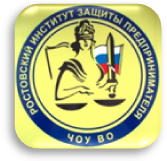 РОСТОВСКИЙ ИНСТИТУТ ЗАЩИТЫ ПРЕДПРИНИМАТЕЛЯ
ЧОУ ВО